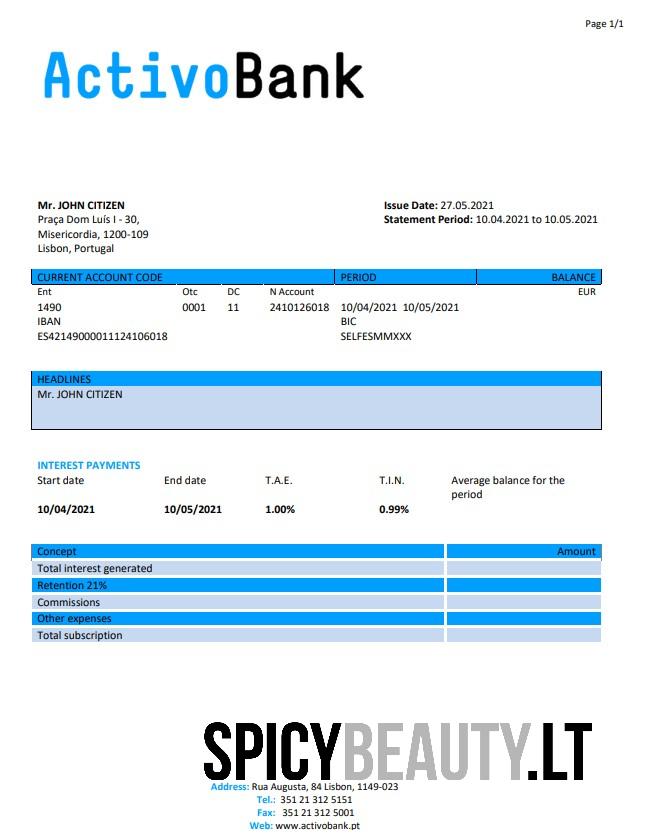 Page 1/1
ActivoBank
Mr. JOHN CITIZEN
Praça Dom Luís I - 30,
Misericordia, 1200-109
Lisbon, Portugal
Issue Date: 27.05.2021
Statement Period: 10.04.2021 to 10.05.2021
CURRENT ACCOUNT CODE PERIOD BALANCE
Ent Otc DC N Account EUR
1490 0001 11 2410126018 10/04/2021 10/05/2021
IBAN BIC
ES42149000011124106018 SELFESMMXXX
HEADLINES
Mr. JOHN CITIZEN
INTEREST PAYMENTS
Start date End date T.A.E. T.I.N. Average balance for the
period
10/04/2021 10/05/2021 1.00% 0.99%
Concept Amount
Total interest generated
Retention 21%
Commissions
Other expenses
Total subscription
SPICYBEAUTY.LT
Address: Rua Augusta, 84 Lisbon, 1149-023
Tel.: 351 21 312 5151
Fax: 351 21 312 5001
Web: www.activobank.pt